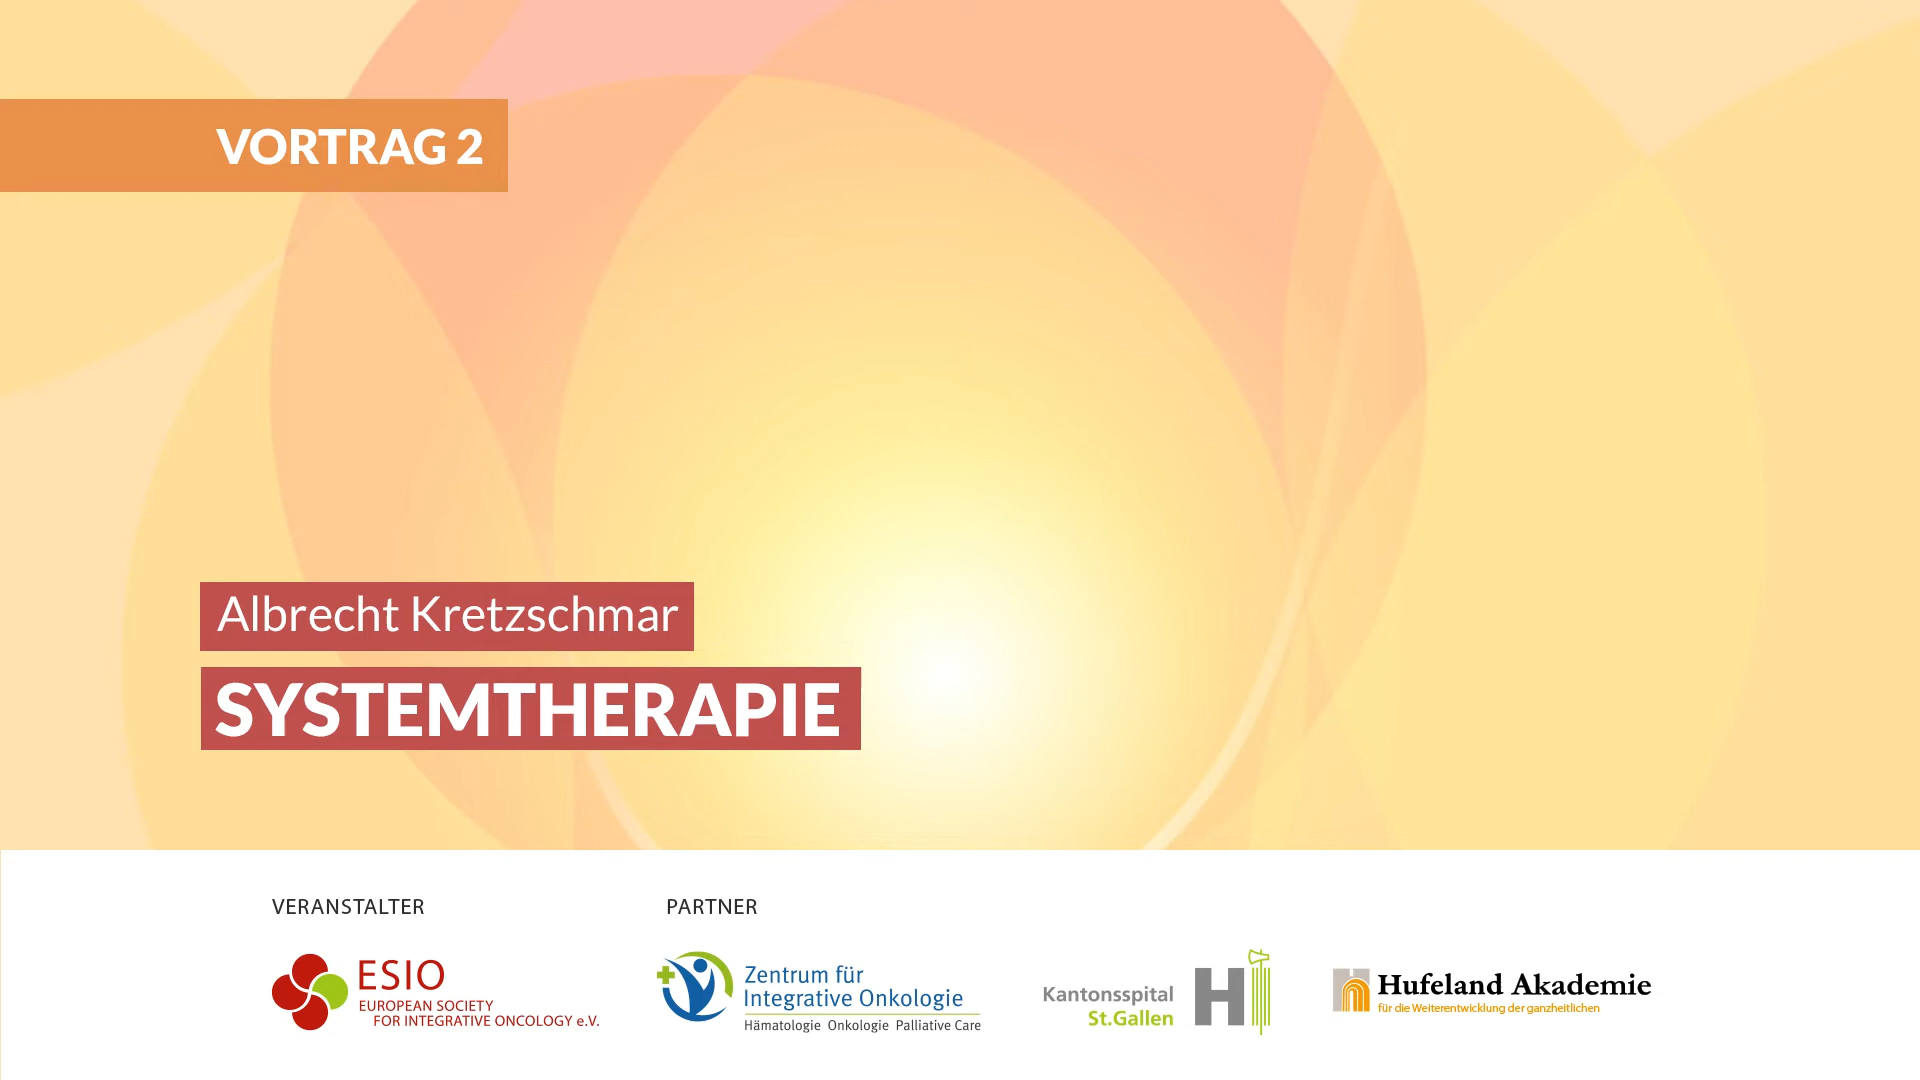 VORTRAG 2
Albrecht Kretzschmar
SYSTEMTHERAPIE
VERANSTALTER
PARTNER
ESIO
EUROPEAN SOCIETY
FOR INTEGRATIVE ONCOLOGY e.V.
Zentrum für
Integrative Onkologie
Hämatologie Onkologie Palliative Care
Kantonsspital
St.Gallen
Hufeland Akademie
für die Weiterentwicklung der ganzheitlichen